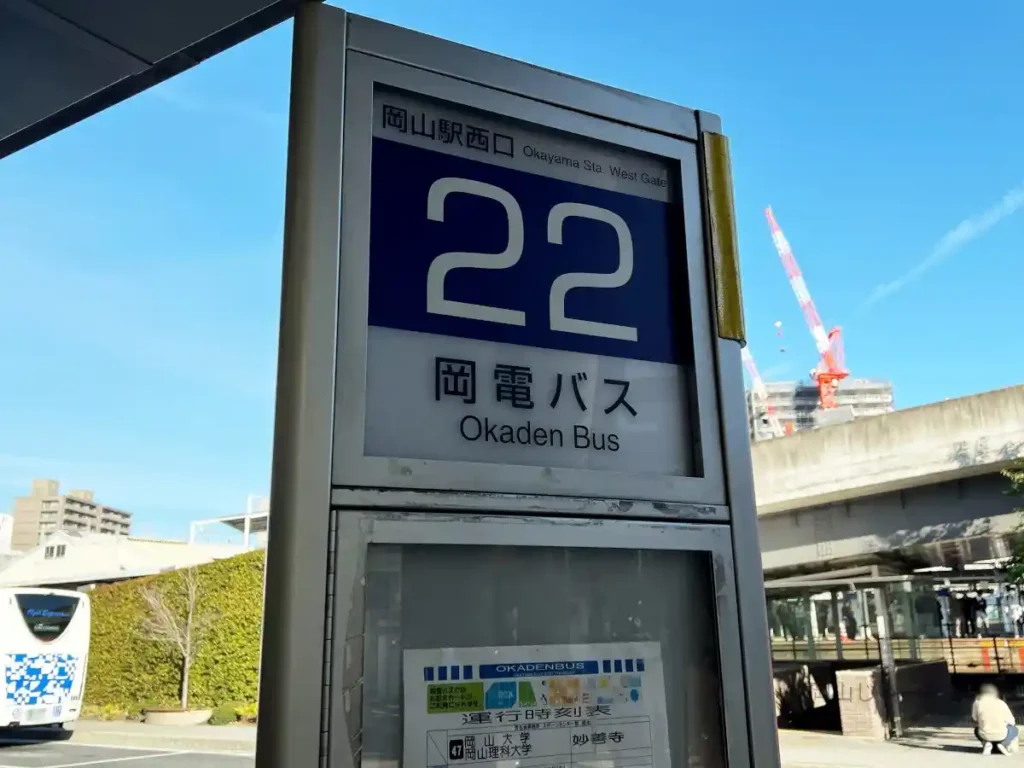 岡山駅西口 Okayama Sta. West Gate
22
岡電バス
Okaden Bus
OKADENBUS
運行時刻表
47 岡山大学 妙善寺
岡山理科大学